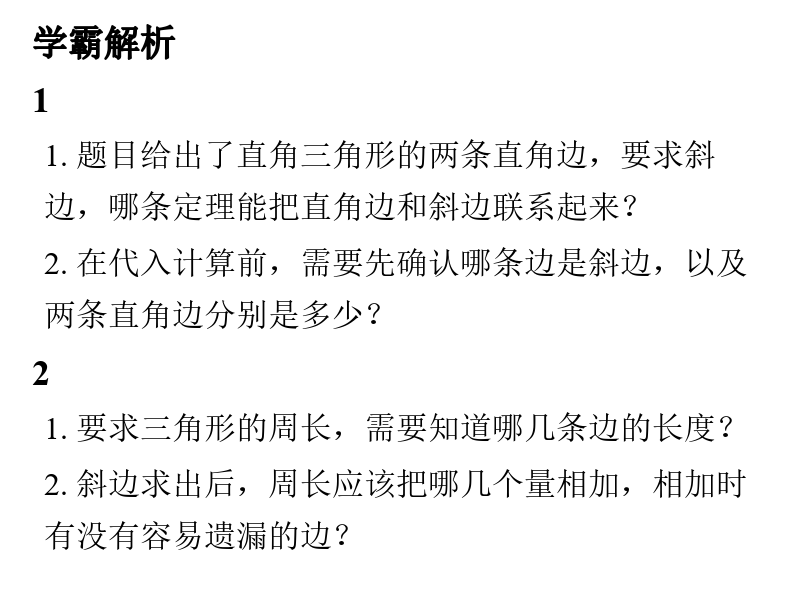 学霸解析
1
1. 题目给出了直角三角形的两条直角边，要求斜
边，哪条定理能把直角边和斜边联系起来？
2. 在代入计算前，需要先确认哪条边是斜边，以及
两条直角边分别是多少？
2
1. 要求三角形的周长，需要知道哪几条边的长度？
2. 斜边求出后，周长应该把哪几个量相加，相加时
有没有容易遗漏的边？